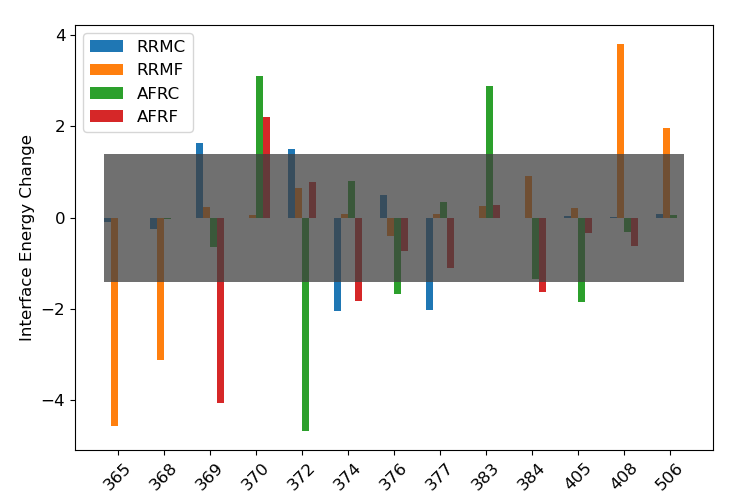 RRMC
RRMF
AFRC
AFRF
Interface Energy Change
4
2
0
−2
−4
365 368 369 370 372 374 376 377 383 384 405 408 506